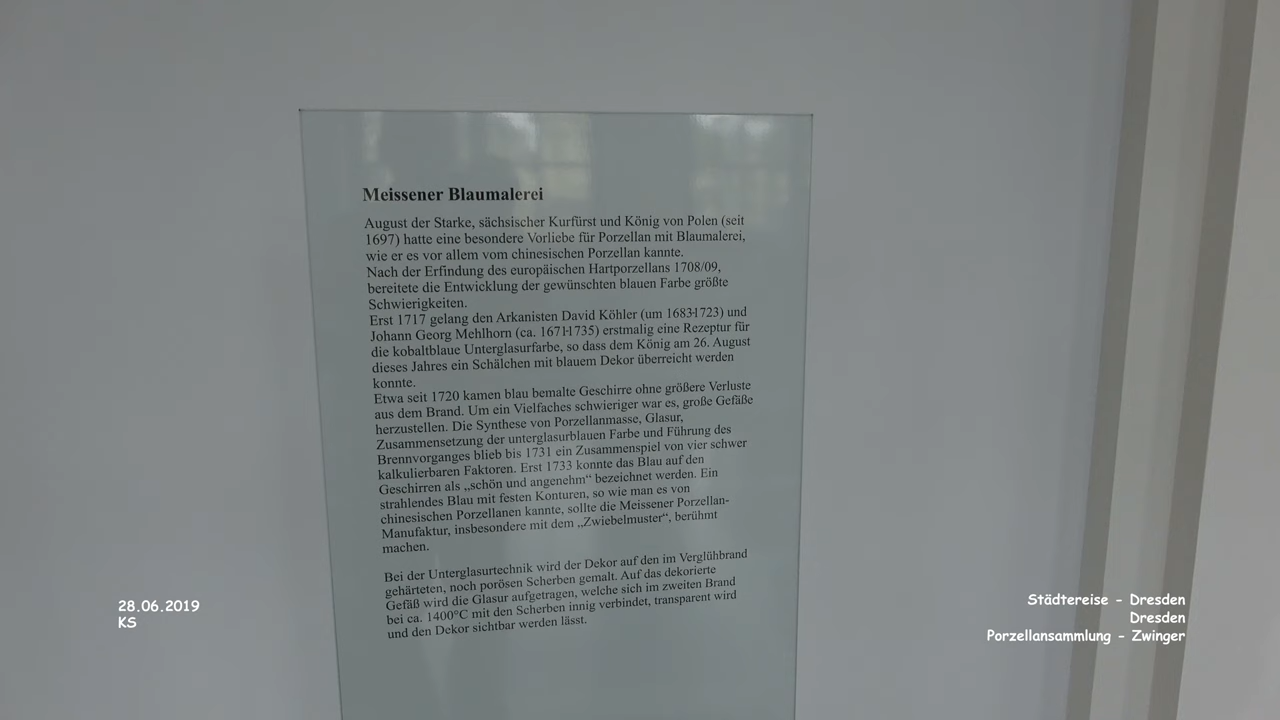 Meissener Blaumalerei
August der Starke, sächsischer Kurfürst und König von Polen (seit
1697) hatte eine besondere Vorliebe für Porzellan mit Blaumalerei,
wie er es vor allem vom chinesischen Porzellan kannte.
Nach der Erfindung des europäischen Hartporzellans 1708/09,
bereitete die Entwicklung der gewünschten blauen Farbe größte
Schwierigkeiten.
Erst 1717 gelang den Arkanisten David Köhler (um 1683-1723) und
Johann Georg Mehlhorn (ca. 1671-1735) erstmalig eine Rezeptur für
die kobaltblaue Unterglasurfarbe, so dass dem König am 26. August
dieses Jahres ein Schälchen mit blauem Dekor überreicht werden
konnte.
Etwa seit 1720 kamen blau bemalte Geschirre ohne größere Verluste
aus dem Brand. Um ein Vielfaches schwieriger war es, große Gefäße
herzustellen. Die Synthese von Porzellanmasse, Glasur,
Zusammensetzung der unterglasurblauen Farbe und Führung des
Brennvorganges blieb bis 1731 ein Zusammenspiel von vier schwer
kalkulierbaren Faktoren. Erst 1733 konnte das Blau auf den
Geschirren als „schön und angenehm“ bezeichnet werden. Ein
strahlendes Blau mit festen Konturen, so wie man es von
chinesischen Porzellanen kannte, sollte die Meissener Porzellan-
Manufaktur, insbesondere mit dem „Zwiebelmuster“, berühmt
machen.
Bei der Unterglasurtechnik wird der Dekor auf den im Verglühbrand
gehärteten, noch porösen Scherben gemalt. Auf das dekorierte
Gefäß wird die Glasur aufgetragen, welche sich im zweiten Brand
bei ca. 1400°C mit den Scherben innig verbindet, transparent wird
und den Dekor sichtbar werden lässt.
28.06.2019
KS
Städtereise - Dresden
Dresden
Porzellansammlung - Zwinger